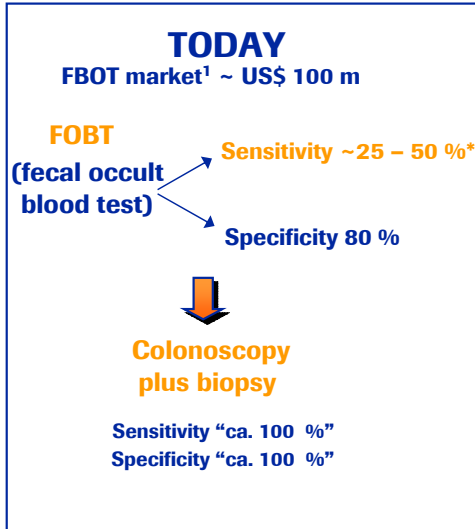 TODAY
FBOT market¹ ~ US$ 100 m
FOBT
(fecal occult
blood test)
Sensitivity ~25 – 50 %*
Specificity 80 %
Colonoscopy
plus biopsy
Sensitivity “ca. 100 %”
Specificity “ca. 100 %”